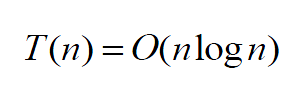 T(n) = O(n log n)